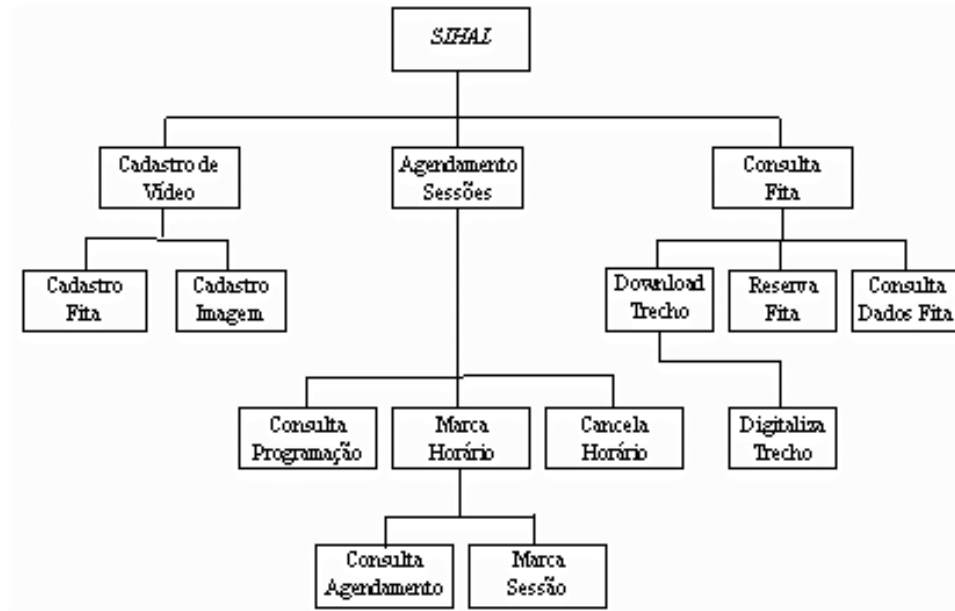 SIHAL
Cadastro de
Vídeo
Agendamento
Sessões
Consulta
Fita
Cadastro
Fita
Cadastro
Imagem
Download
Trecho
Reserva
Fita
Consulta
Dados Fita
Consulta
Programação
Marca
Horário
Cancela
Horário
Digitaliza
Trecho
Consulta
Agendamento
Marca
Sessão